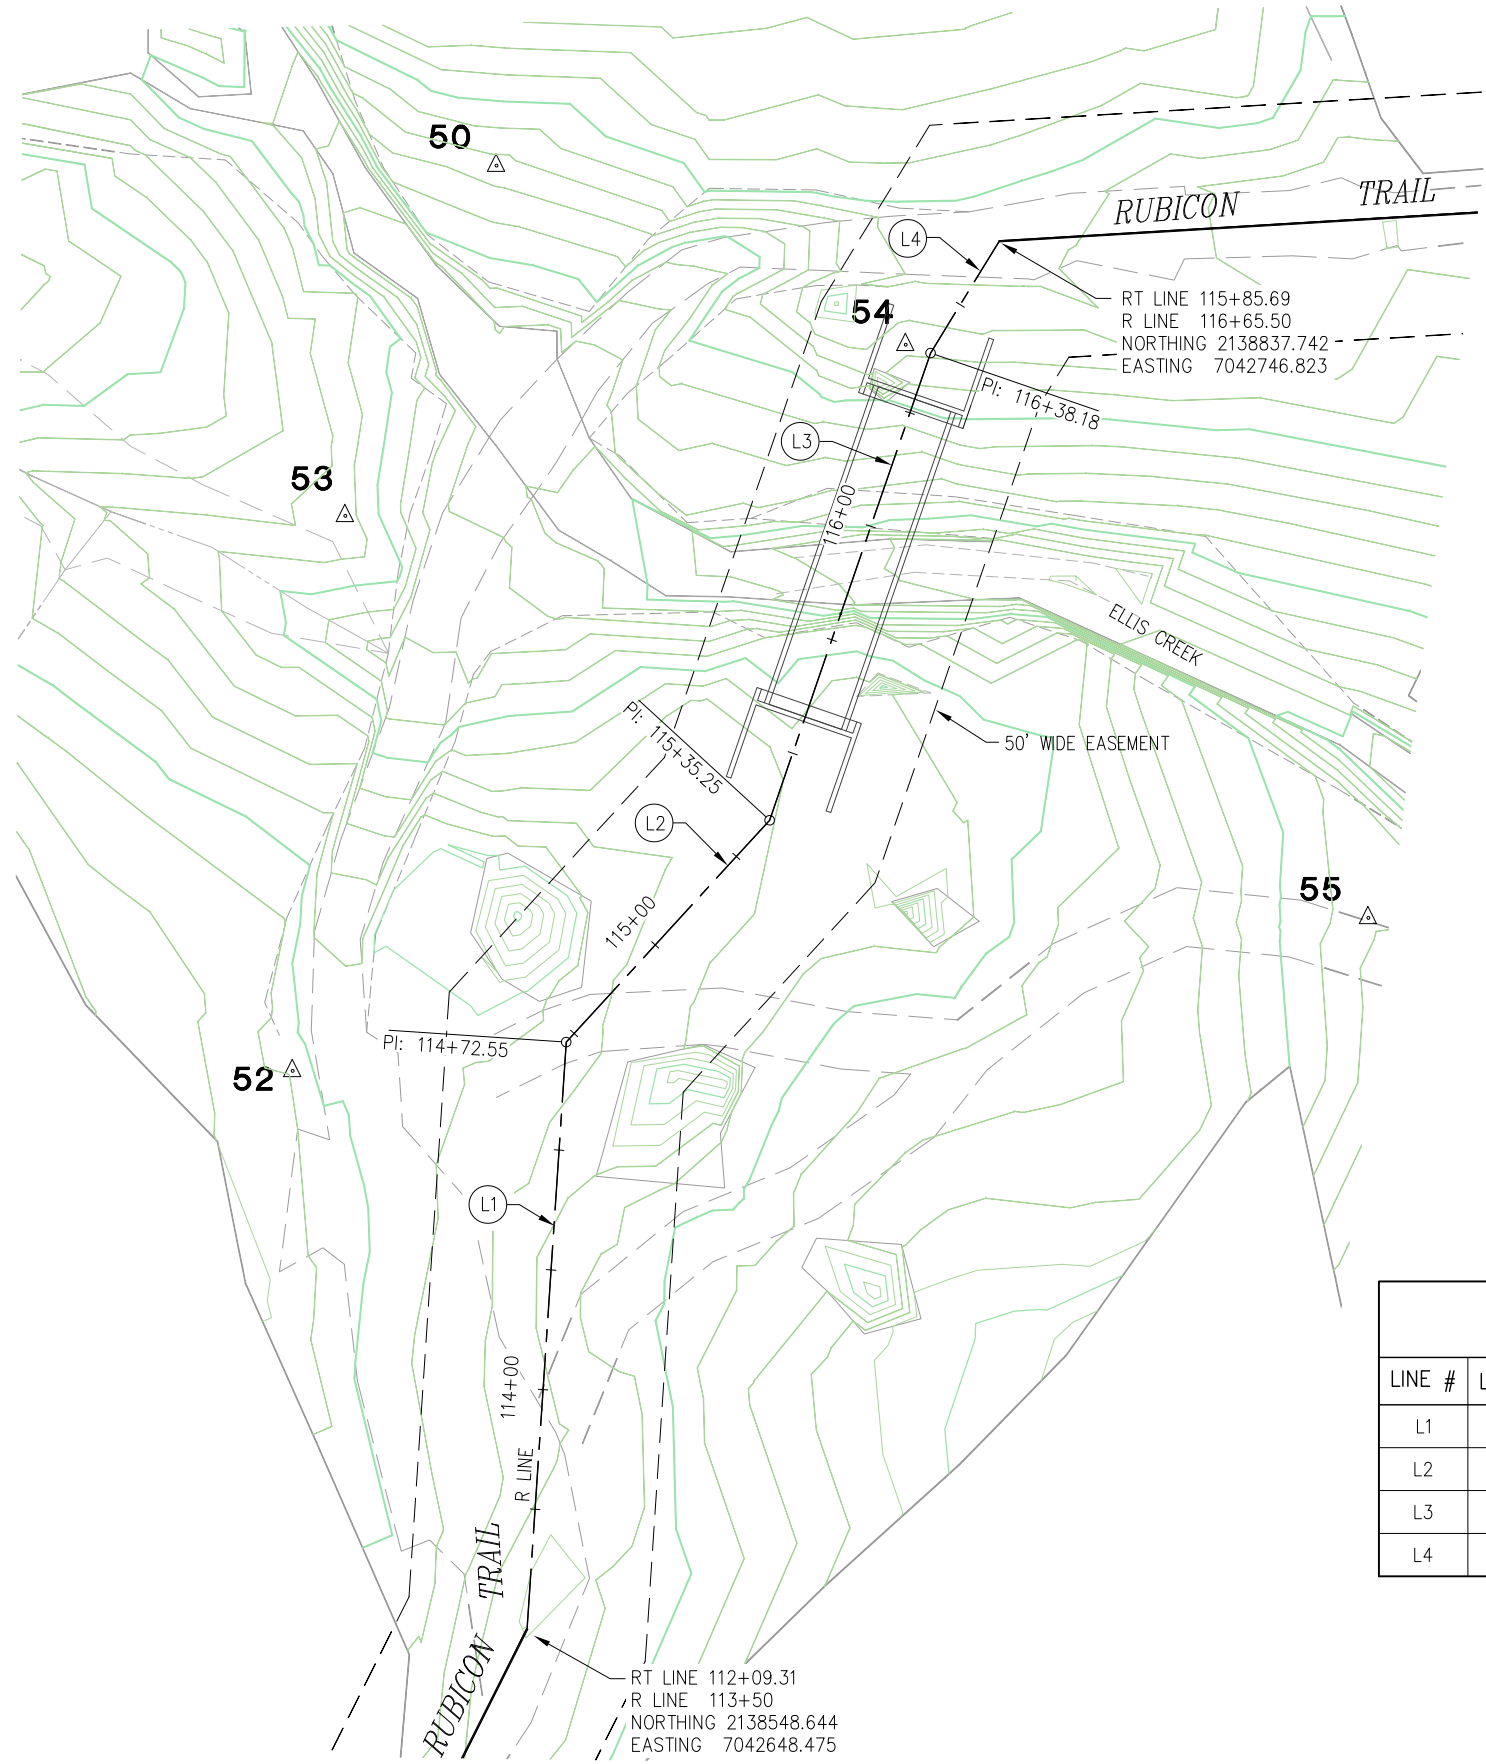 50
RUBICON TRAIL
L4
RT LINE 115+85.69
R LINE 116+65.50
NORTHING 2138837.742
EASTING 7042746.823
54
PI: 116+38.18
L3
53
116+00
ELLIS CREEK
PI: 115+35.25
50' WIDE EASEMENT
L2
55
115+00
PI: 114+72.55
52
L1
114+00
R LINE
LINE #
L1
L2
L3
L4
RUBICON TRAIL
RT LINE 112+09.31
R LINE 113+50
NORTHING 2138548.644
EASTING 7042648.475